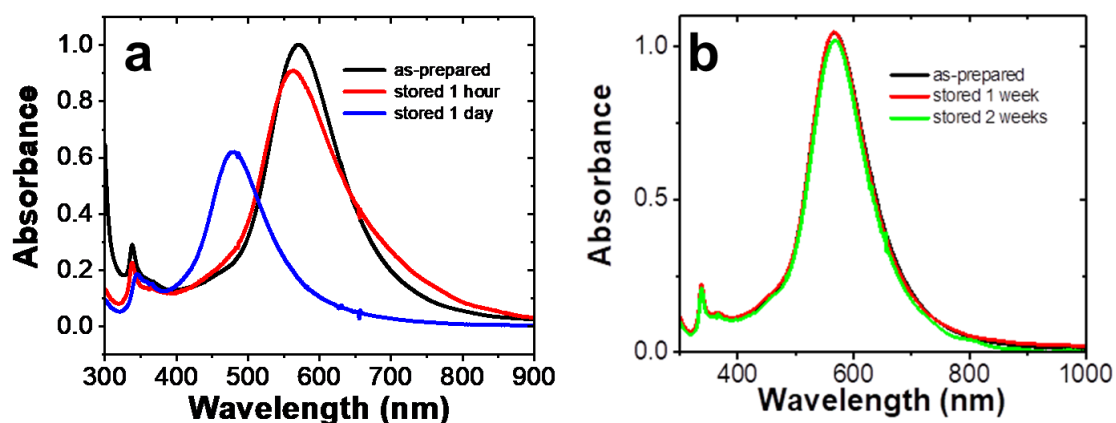 a
as-prepared
stored 1 hour
stored 1 day
1.0
0.8
0.6
0.4
0.2
0.0
Absorbance
300 400 500 600 700 800 900
Wavelength (nm)
b
as-prepared
stored 1 week
stored 2 weeks
1.0
0.5
0.0
Absorbance
400 600 800 1000
Wavelength (nm)